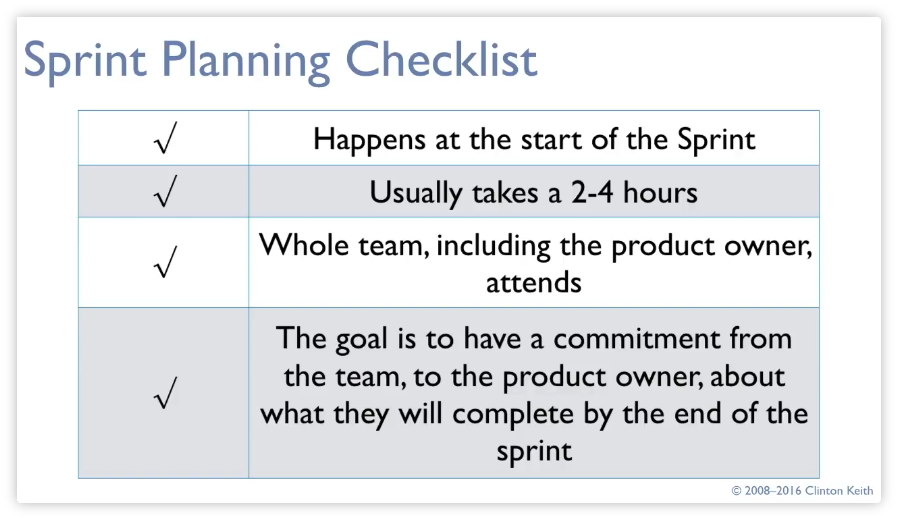 Sprint Planning Checklist
√ Happens at the start of the Sprint
√ Usually takes a 2-4 hours
√ Whole team, including the product owner,
attends
√ The goal is to have a commitment from
the team, to the product owner, about
what they will complete by the end of the
sprint
© 2008–2016 Clinton Keith